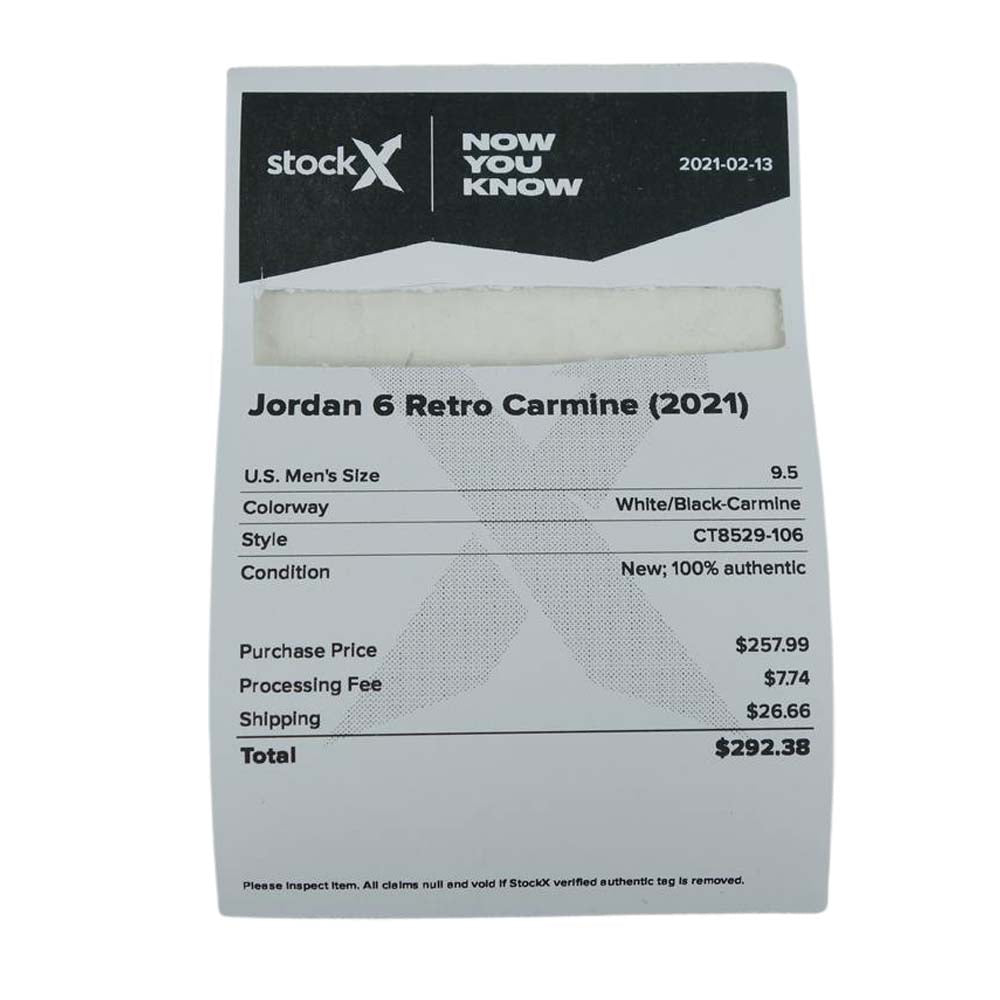 stockX
NOW
YOU
KNOW
2021-02-13
Jordan 6 Retro Carmine (2021)
U.S. Men's Size 9.5
Colorway White/Black-Carmine
Style CT8529-106
Condition New; 100% authentic
Purchase Price $257.99
Processing Fee $7.74
Shipping $26.66
Total $292.38
Please inspect item. All claims null and void if StockX verified authentic tag is removed.